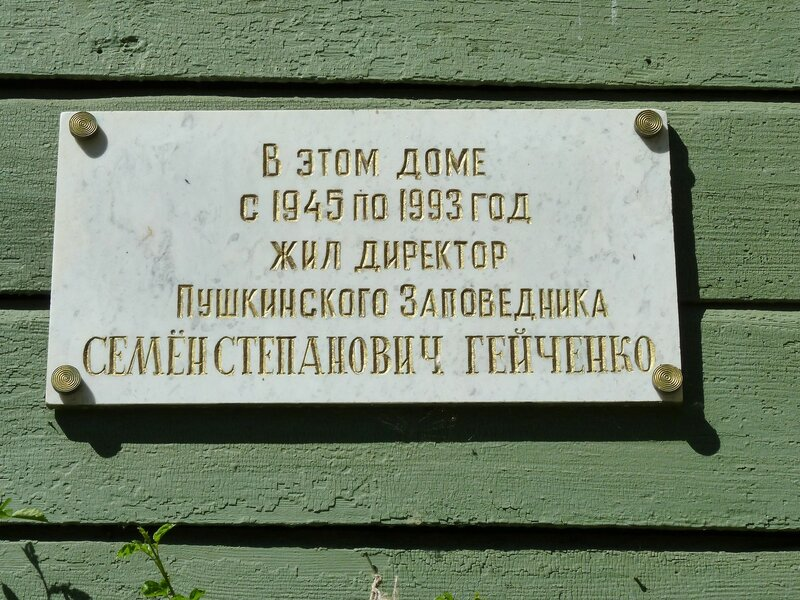 В ЭТОМ ДОМЕ
С 1945 ПО 1993 ГОД
ЖИЛ ДИРЕКТОР
ПУШКИНСКОГО ЗАПОВЕДНИКА
СЕМЁН СТЕПАНОВИЧ ГЕЙЧЕНКО